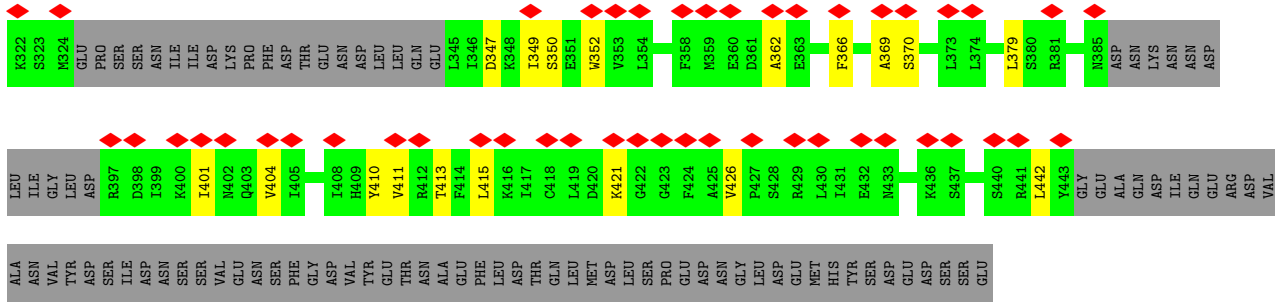 K322 S323 M324 GLU PRO SER SER ASN ILE ILE ASP LYS PRO PHE ASP THR GLU ASN ASP LEU LEU GLN GLU L345 I346 D347 K348 I349 S350 E351 W352 V353 L354 F358 M359 E360 D361 A362 E363 F366 A369 S370 L373 L374 L379 S380 R381 N385 ASP ASN LYS ASN ASN ASP
LEU ILE GLY LEU ASP R397 D398 I399 K400 I401 N402 Q403 V404 I405 I408 H409 Y410 V411 R412 T413 F414 L415 K416 I417 C418 L419 D420 K421 G422 G423 F424 A425 V426 P427 S428 R429 L430 I431 E432 N433 K436 S437 S440 R441 L442 Y443 GLY GLU ALA GLN ASP ILE GLN GLU ARG ASP VAL
ALA ASN VAL TYR ASP SER ILE ASP ASN SER SER VAL GLU ASN SER PHE GLY ASP VAL TYR GLU THR ASN ALA GLU PHE LEU ASP THR GLN LEU MET ASP LEU SER PRO GLU ASP ASN GLY LEU ASP GLU MET HIS TYR SER ASP GLU ASP SER SER GLU